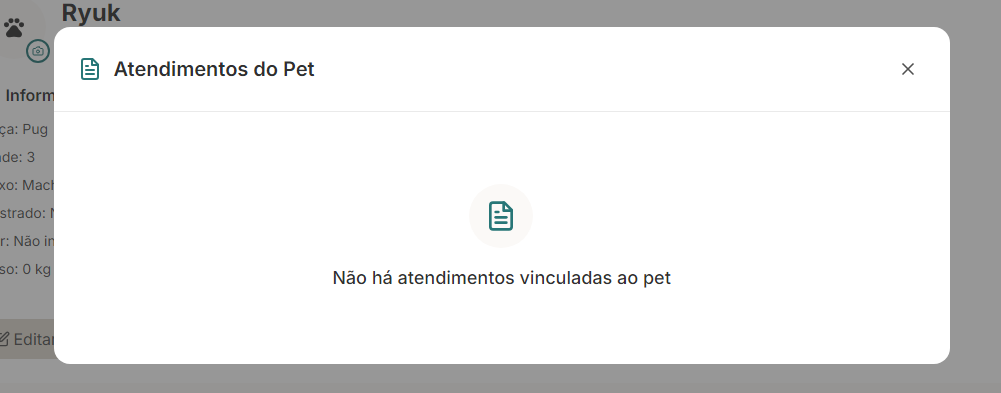 Ryuk
Atendimentos do Pet
Inform
ça: Pug
ade: 3
xo: Mach
strado: N
r: Não in
so: 0 kg
Editar
Não há atendimentos vinculadas ao pet